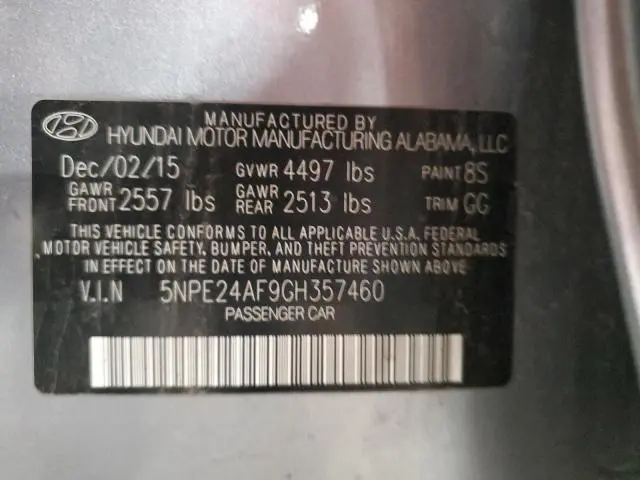 MANUFACTURED BY
HYUNDAI MOTOR MANUFACTURING ALABAMA, LLC
Dec/02/15 GVWR 4497 lbs PAINT 8S
GAWR FRONT 2557 lbs GAWR REAR 2513 lbs TRIM GG
THIS VEHICLE CONFORMS TO ALL APPLICABLE U.S.A. FEDERAL
MOTOR VEHICLE SAFETY, BUMPER, AND THEFT PREVENTION STANDARDS
IN EFFECT ON THE DATE OF MANUFACTURE SHOWN ABOVE.
V.I.N 5NPE24AF9GH357460
PASSENGER CAR